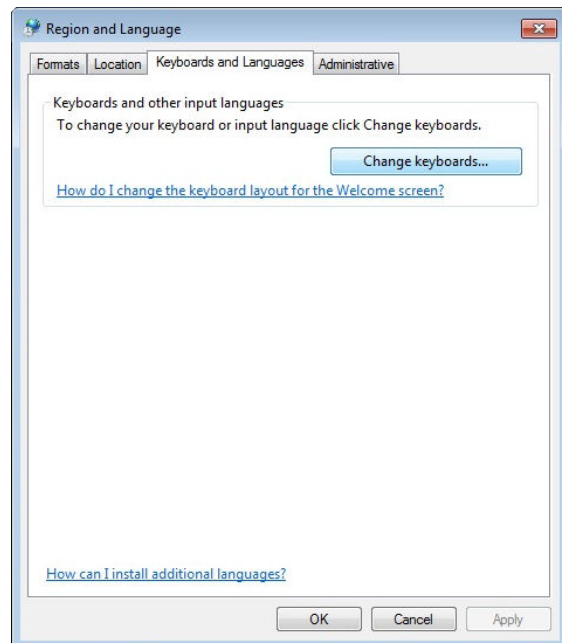 Region and Language
Formats Location Keyboards and Languages Administrative
Keyboards and other input languages
To change your keyboard or input language click Change keyboards.
Change keyboards...
How do I change the keyboard layout for the Welcome screen?
How can I install additional languages?
OK Cancel Apply